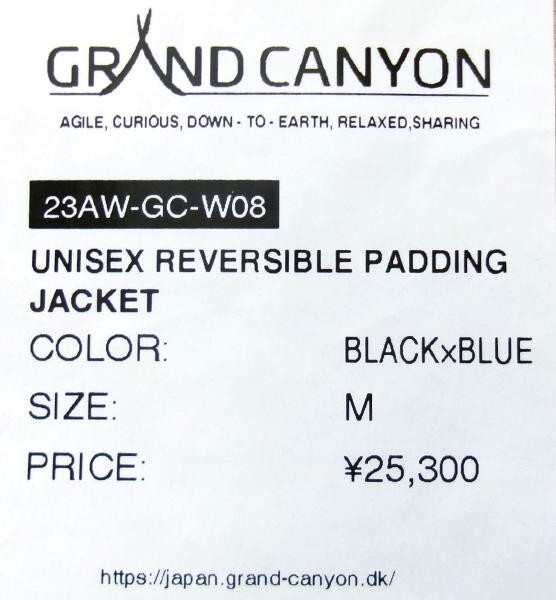 GRAND CANYON
AGILE, CURIOUS, DOWN - TO - EARTH, RELAXED,SHARING
23AW-GC-W08
UNISEX REVERSIBLE PADDING
JACKET
COLOR: BLACKxBLUE
SIZE: M
PRICE: ¥25,300
https://japan.grand-canyon.dk/